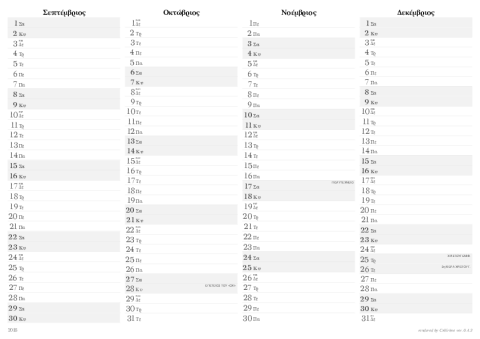 Σεπτέμβριος
1 Σα
2 Κυ
3 Δε
4 Τρ
5 Τε
6 Πε
7 Πα
8 Σα
9 Κυ
10 Δε
11 Τρ
12 Τε
13 Πε
14 Πα
15 Σα
16 Κυ
17 Δε
18 Τρ
19 Τε
20 Πε
21 Πα
22 Σα
23 Κυ
24 Δε
25 Τρ
26 Τε
27 Πε
28 Πα
29 Σα
30 Κυ
Οκτώβριος
1
2 Τρ
3 Τε
4 Πε
5 Πα
6 Σα
7 Κυ
8 Δε
9 Τρ
10 Τε
11 Πε
12 Πα
13 Σα
14 Κυ
15 Δε
16 Τρ
17 Τε
18 Πε
19 Πα
20 Σα
21 Κυ
22 Δε
23 Τρ
24 Τε
25 Πε
26 Πα
27 Σα
28 Κυ
29 Δε
30 Τρ
31 Τε
Νοέμβριος
1 Πε
2 Πα
3 Σα
4 Κυ
5 Δε
6 Τρ
7 Τε
8 Πε
9 Πα
10 Σα
11 Κυ
12 Δε
13 Τρ
14 Τε
15 Πε
16 Πα
17 Σα
18 Κυ
19 Δε
20 Τρ
21 Τε
22 Πε
23 Πα
24 Σα
25 Κυ
26 Δε
27 Τρ
28 Τε
29 Πε
30 Πα
Δεκέμβριος
1 Σα
2 Κυ
3 Δε
4 Τρ
5 Τε
6 Πε
7 Πα
8 Σα
9 Κυ
10 Δε
11 Τρ
12 Τε
13 Πε
14 Πα
15 Σα
16 Κυ
17 Δε
18 Τρ
19 Τε
20 Πε
21 Πα
22 Σα
23 Κυ
24 Δε
25 Τρ
26 Τε
27 Πε
28 Πα
29 Σα
30 Κυ
31 Δε